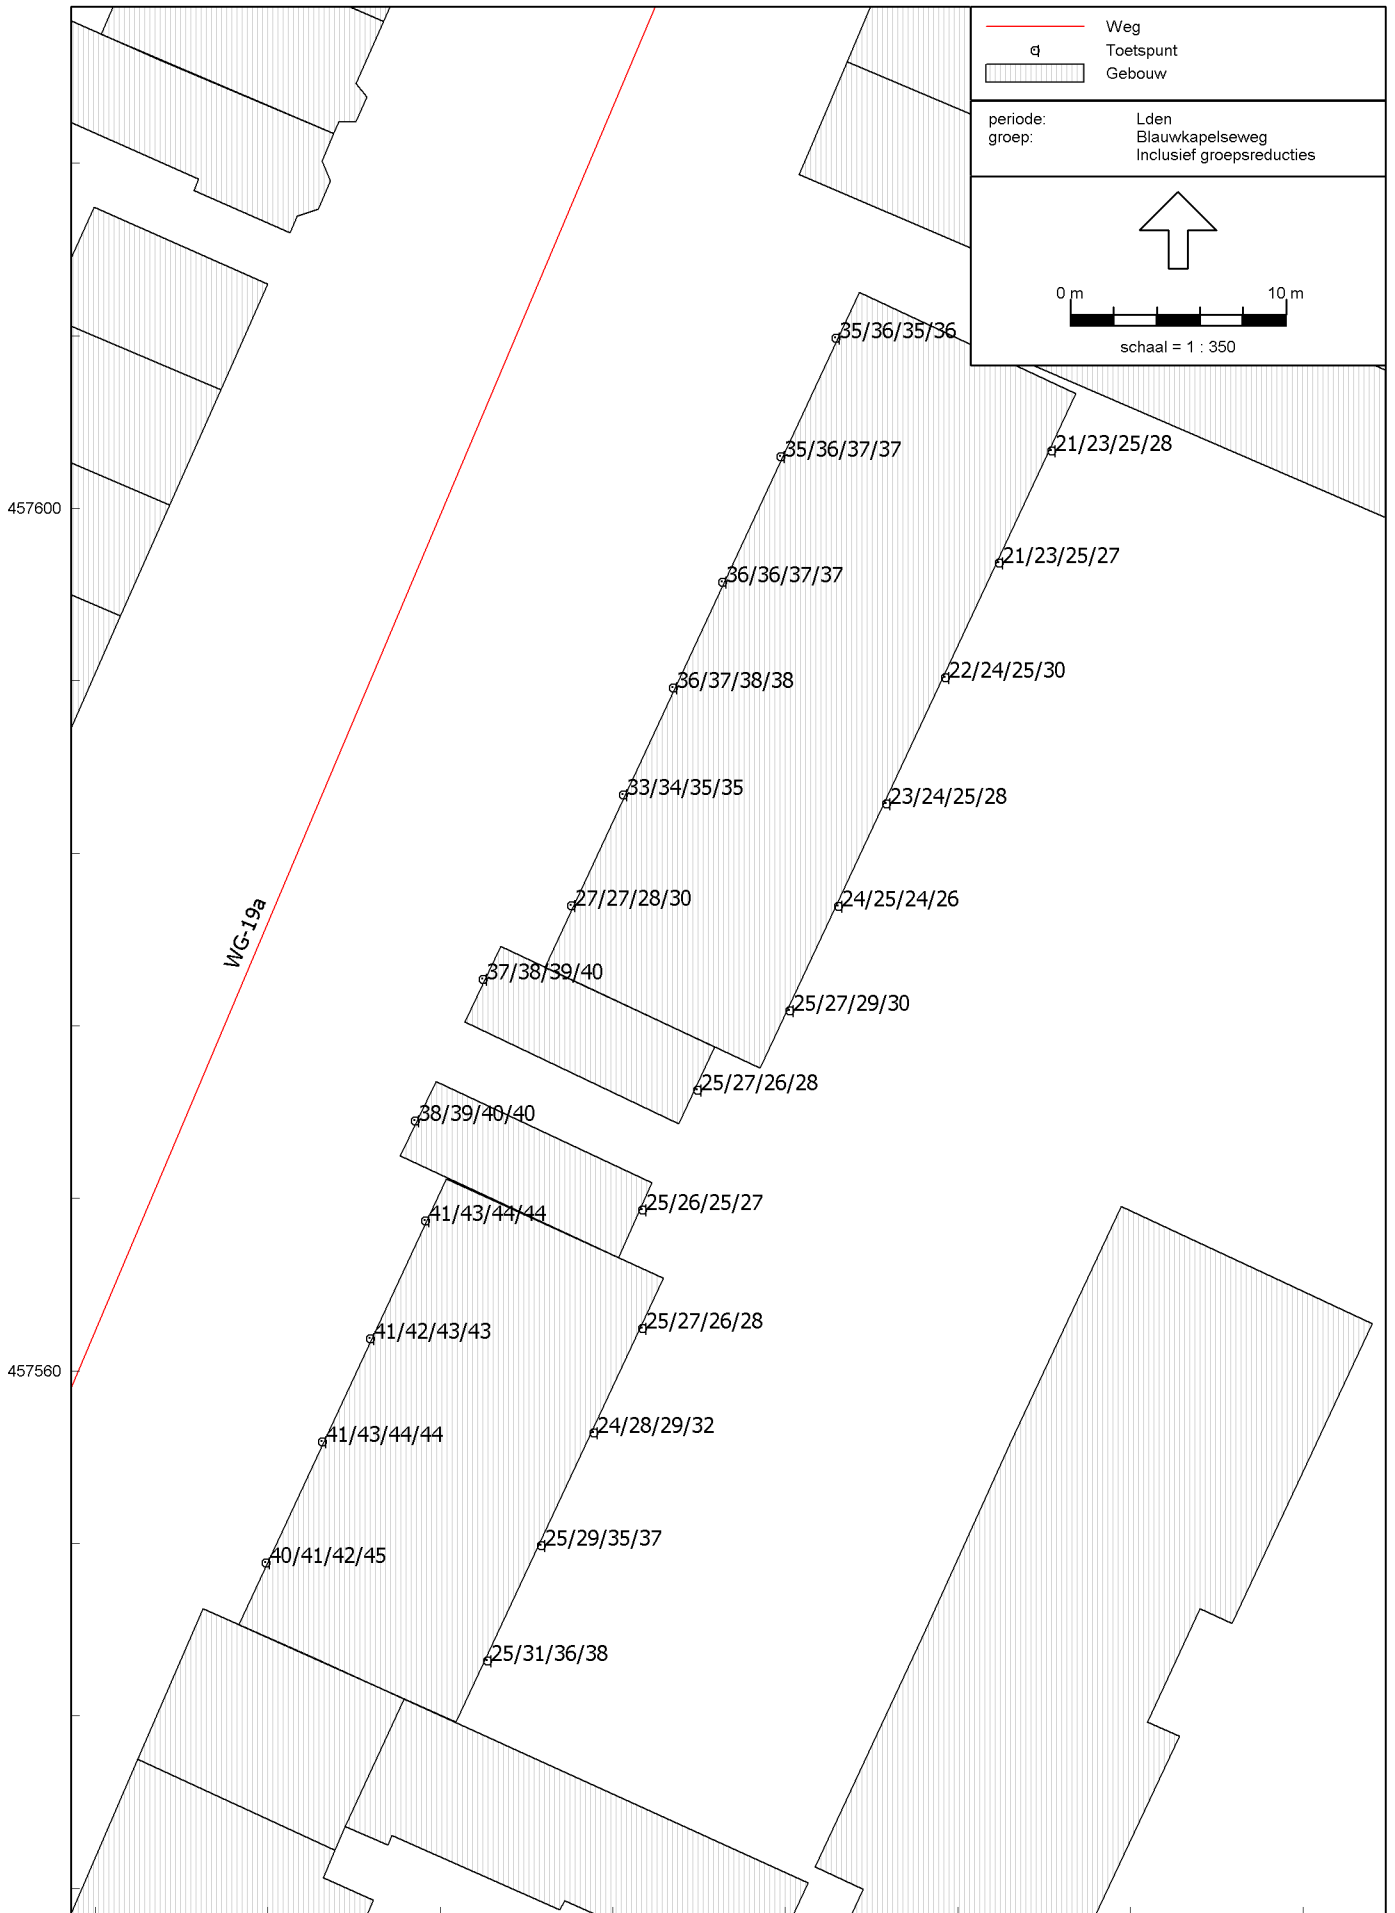 Weg
Toetspunt
Gebouw
periode: Lden
groep: Blauwkapelseweg
Inclusief groepsreducties
0 m 10 m
schaal = 1 : 350
35/36/35/36
21/23/25/28
35/36/37/37
457600
21/23/25/27
36/36/37/37
22/24/25/30
36/37/38/38
33/34/35/35
23/24/25/28
27/27/28/30
24/25/24/26
WG-19a
37/38/39/40
25/27/29/30
25/27/26/28
38/39/40/40
25/26/25/27
41/43/44/44
25/27/26/28
41/42/43/43
457560
24/28/29/32
41/43/44/44
25/29/35/37
40/41/42/45
25/31/36/38